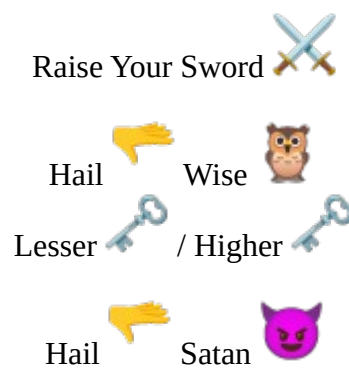 Raise Your Sword ⚔️
Hail 🫴 Wise 🦉
Lesser 🗝️ / Higher 🗝️
Hail 🫴 Satan 😈